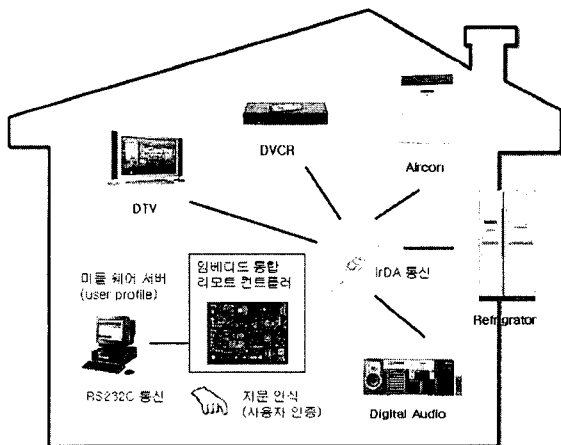 DVCR
Aircon
DTV
임베디드 통합
리모트 컨트롤러
IrDA 통신
미들 웨어 서버
(user profile)
Refrigrator
RS232C 통신
지문 인식
(사용자 인증)
Digital Audio